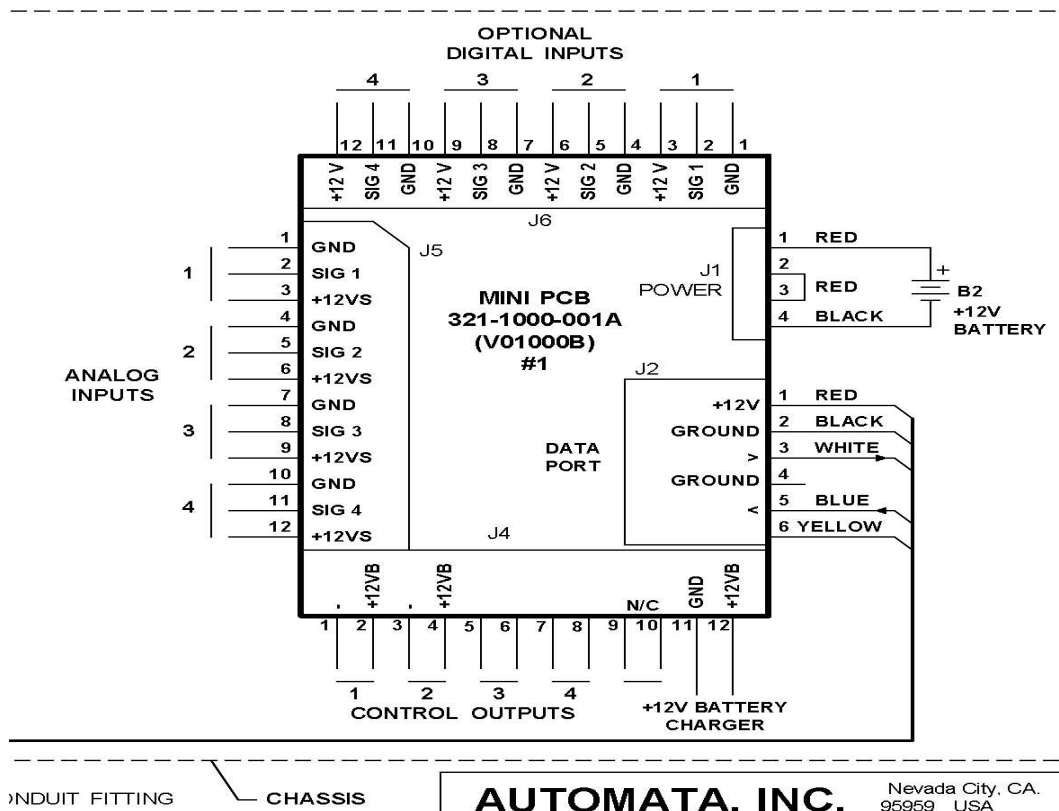 OPTIONAL
DIGITAL INPUTS
4 3 2 1
12 11 10 9 8 7 6 5 4 3 2 1
+12 V SIG 4 GND +12 V SIG 3 GND +12 V SIG 2 GND +12 V SIG 1 GND
J6
J5
ANALOG
INPUTS
1
1 GND
2 SIG 1
3 +12VS
2
4 GND
5 SIG 2
6 +12VS
3
7 GND
8 SIG 3
9 +12VS
4
10 GND
11 SIG 4
12 +12VS
MINI PCB
321-1000-001A
(V01000B)
#1
J1
POWER
1 RED
2
3 RED
4 BLACK
+
B2
+12V
BATTERY
J2
DATA
PORT
+12V 1 RED
GROUND 2 BLACK
> 3 WHITE
GROUND 4
< 5 BLUE
6 YELLOW
J4
- +12VB - +12VB N/C GND +12VB
1 2 3 4 5 6 7 8 9 10 11 12
1 2 3 4
CONTROL OUTPUTS
+12V BATTERY
CHARGER
ONDUIT FITTING
CHASSIS
AUTOMATA, INC.
Nevada City, CA.
95959 USA